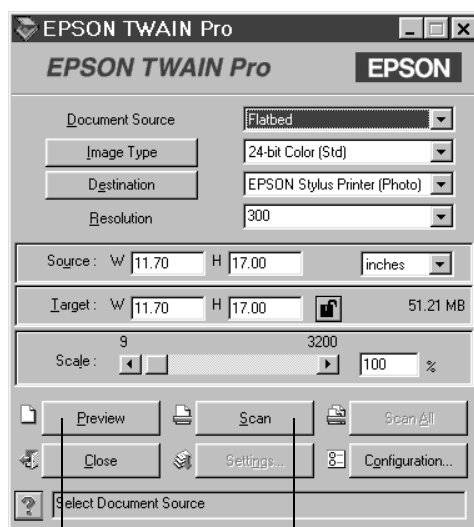 EPSON TWAIN Pro
EPSON TWAIN Pro EPSON
Document Source Flatbed
Image Type 24-bit Color (Std)
Destination EPSON Stylus Printer (Photo)
Resolution 300
Source: W 11.70 H 17.00 inches
Target: W 11.70 H 17.00 51.21 MB
9 3200
Scale: 100 %
Preview Scan Scan All
Close Settings... Configuration...
? Select Document Source